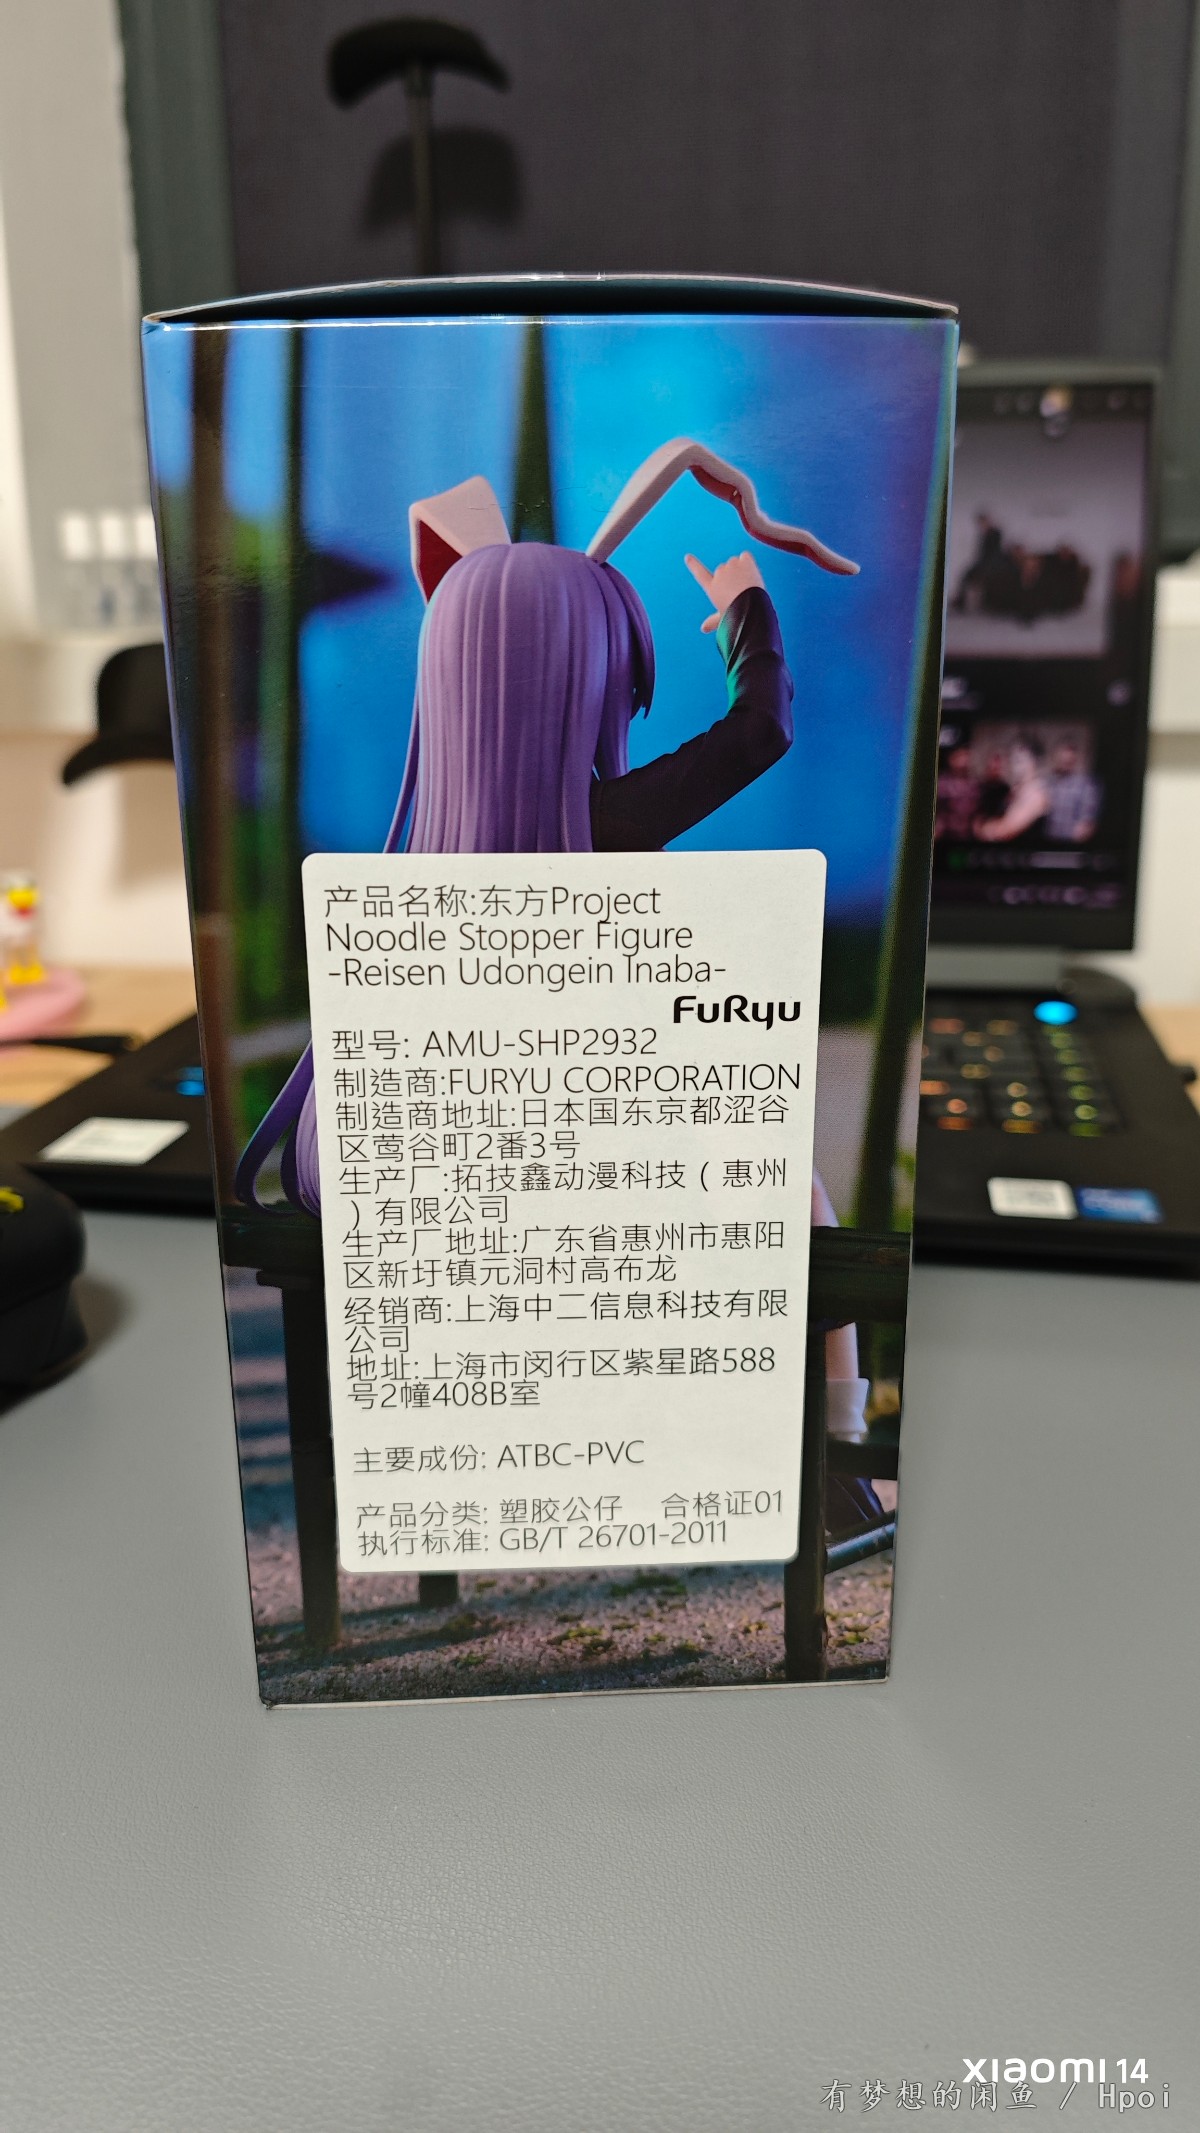 产品名称:东方Project
Noodle Stopper Figure
-Reisen Udongein Inaba-
FuRyu
型号: AMU-SHP2932
制造商:FURYU CORPORATION
制造商地址:日本国东京都涩谷
区莺谷町2番3号
生产厂:拓技鑫动漫科技（惠州
）有限公司
生产厂地址:广东省惠州市惠阳
区新圩镇元洞村高布龙
经销商:上海中二信息科技有限
公司
地址:上海市闵行区紫星路588
号2幢408B室
主要成份: ATBC-PVC
产品分类: 塑胶公仔 合格证01
执行标准: GB/T 26701-2011
xiaomi 14
有梦想的闲鱼 / Hpoi